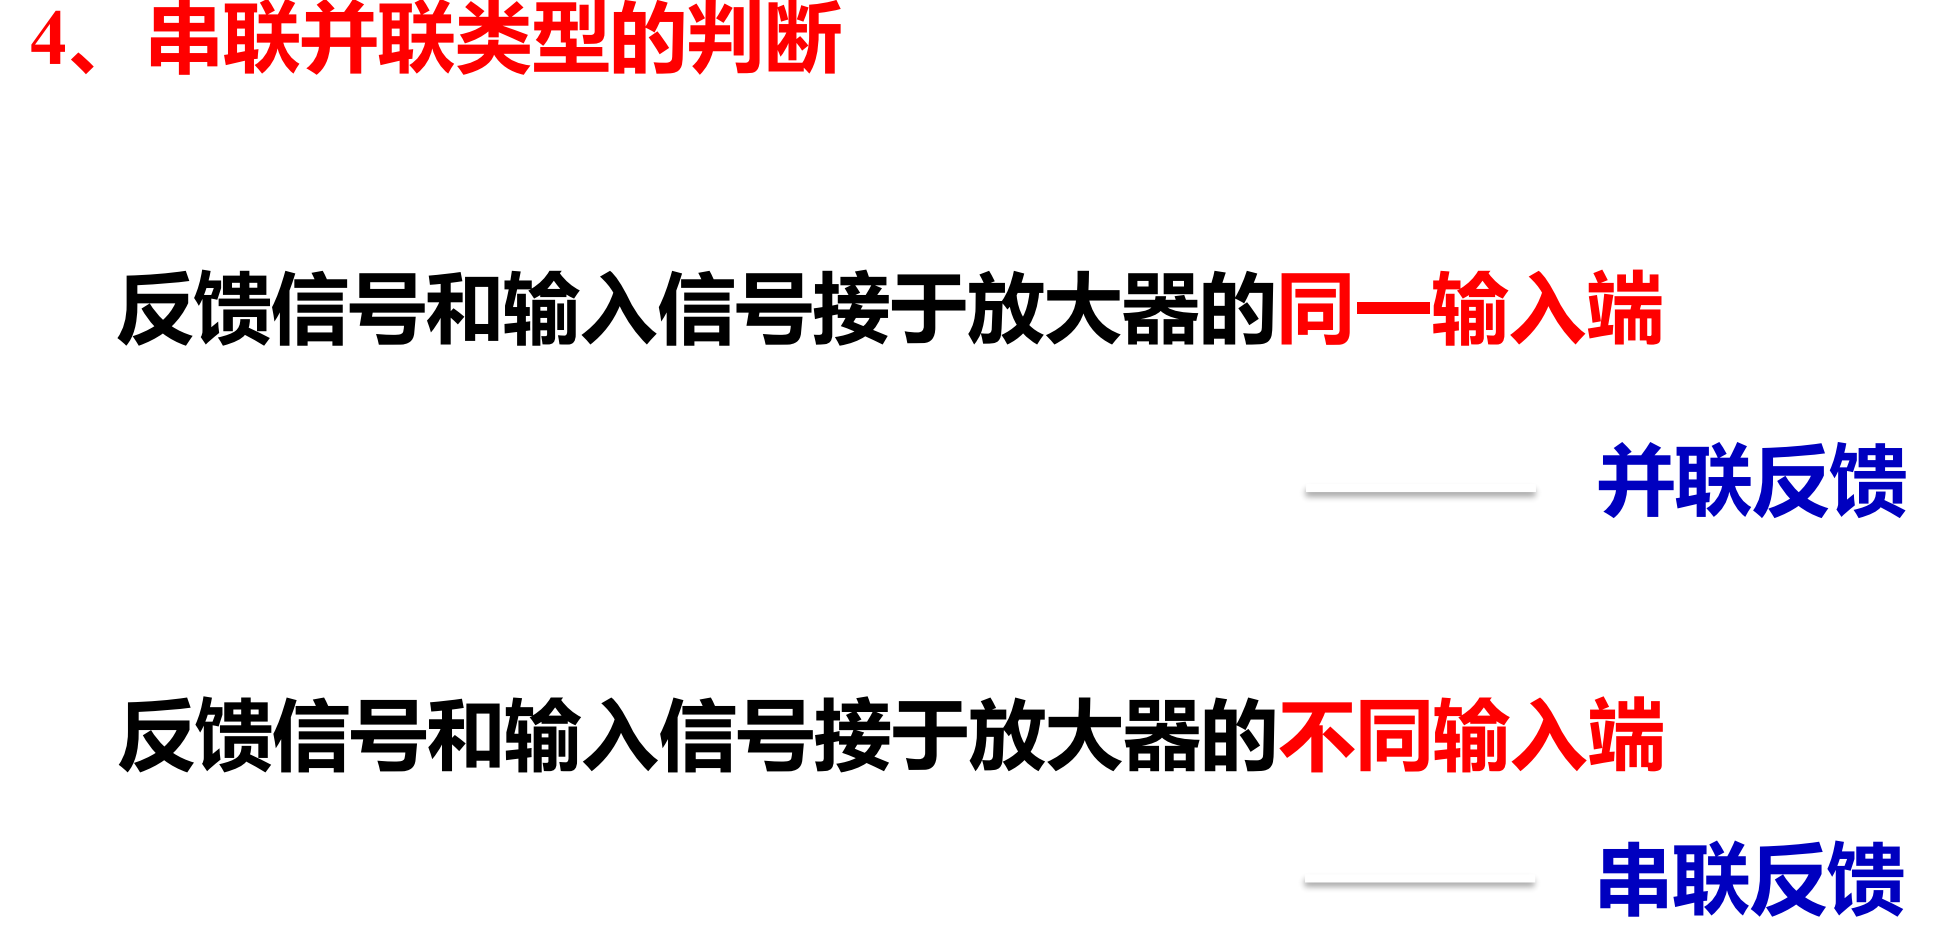 4、串联并联类型的判断
反馈信号和输入信号接于放大器的同一输入端
并联反馈
反馈信号和输入信号接于放大器的不同输入端
串联反馈